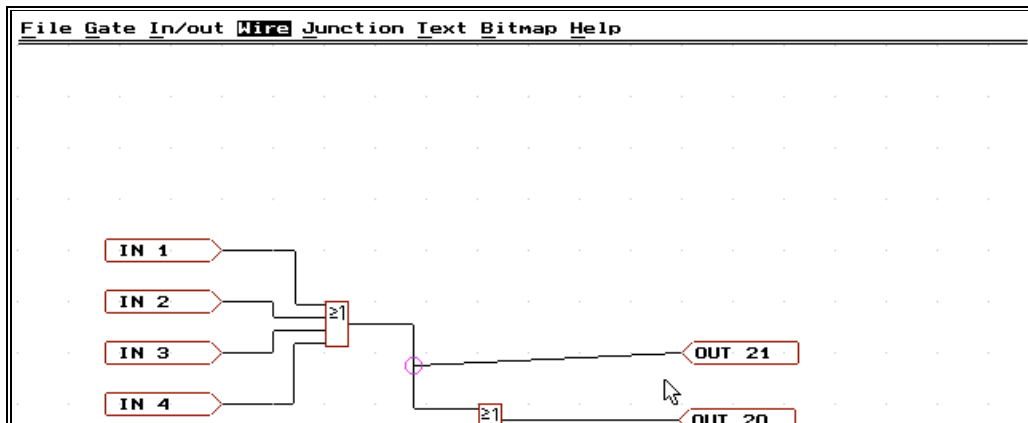 File Gate In/out Wire Junction Text Bitmap Help
IN 1
IN 2
≥1
IN 3
OUT 21
IN 4
≥1
OUT 20